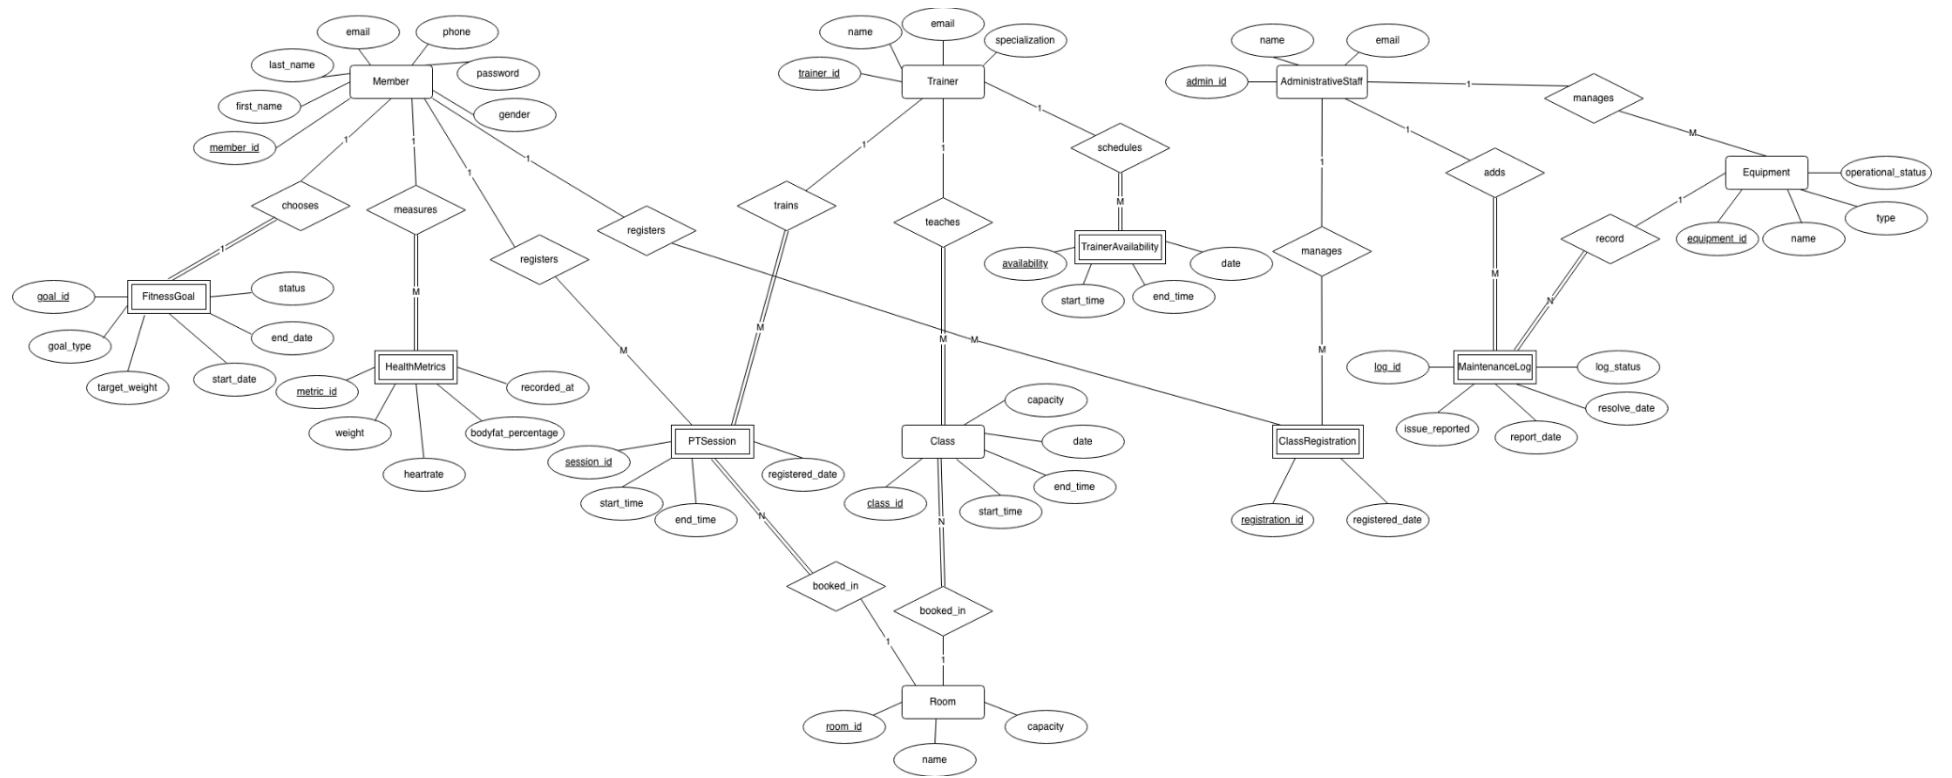 email
phone
last_name
password
Member
first_name
gender
member_id
chooses
measures
registers
registers
1
1
1
1
1
M
M
M
goal_id
FitnessGoal
status
goal_type
end_date
target_weight
start_date
HealthMetrics
metric_id
recorded_at
weight
bodyfat_percentage
heartrate
name
email
specialization
trainer_id
Trainer
1
1
1
trains
teaches
schedules
M
M
M
TrainerAvailability
availability
date
start_time
end_time
PTSession
session_id
registered_date
start_time
end_time
N
booked_in
1
Class
capacity
date
end_time
class_id
start_time
N
booked_in
1
Room
room_id
capacity
name
name
email
admin_id
AdministrativeStaff
1
manages
M
1
adds
M
1
manages
M
Equipment
operational_status
type
equipment_id
name
1
record
N
log_id
MaintenanceLog
log_status
resolve_date
issue_reported
report_date
ClassRegistration
registration_id
registered_date